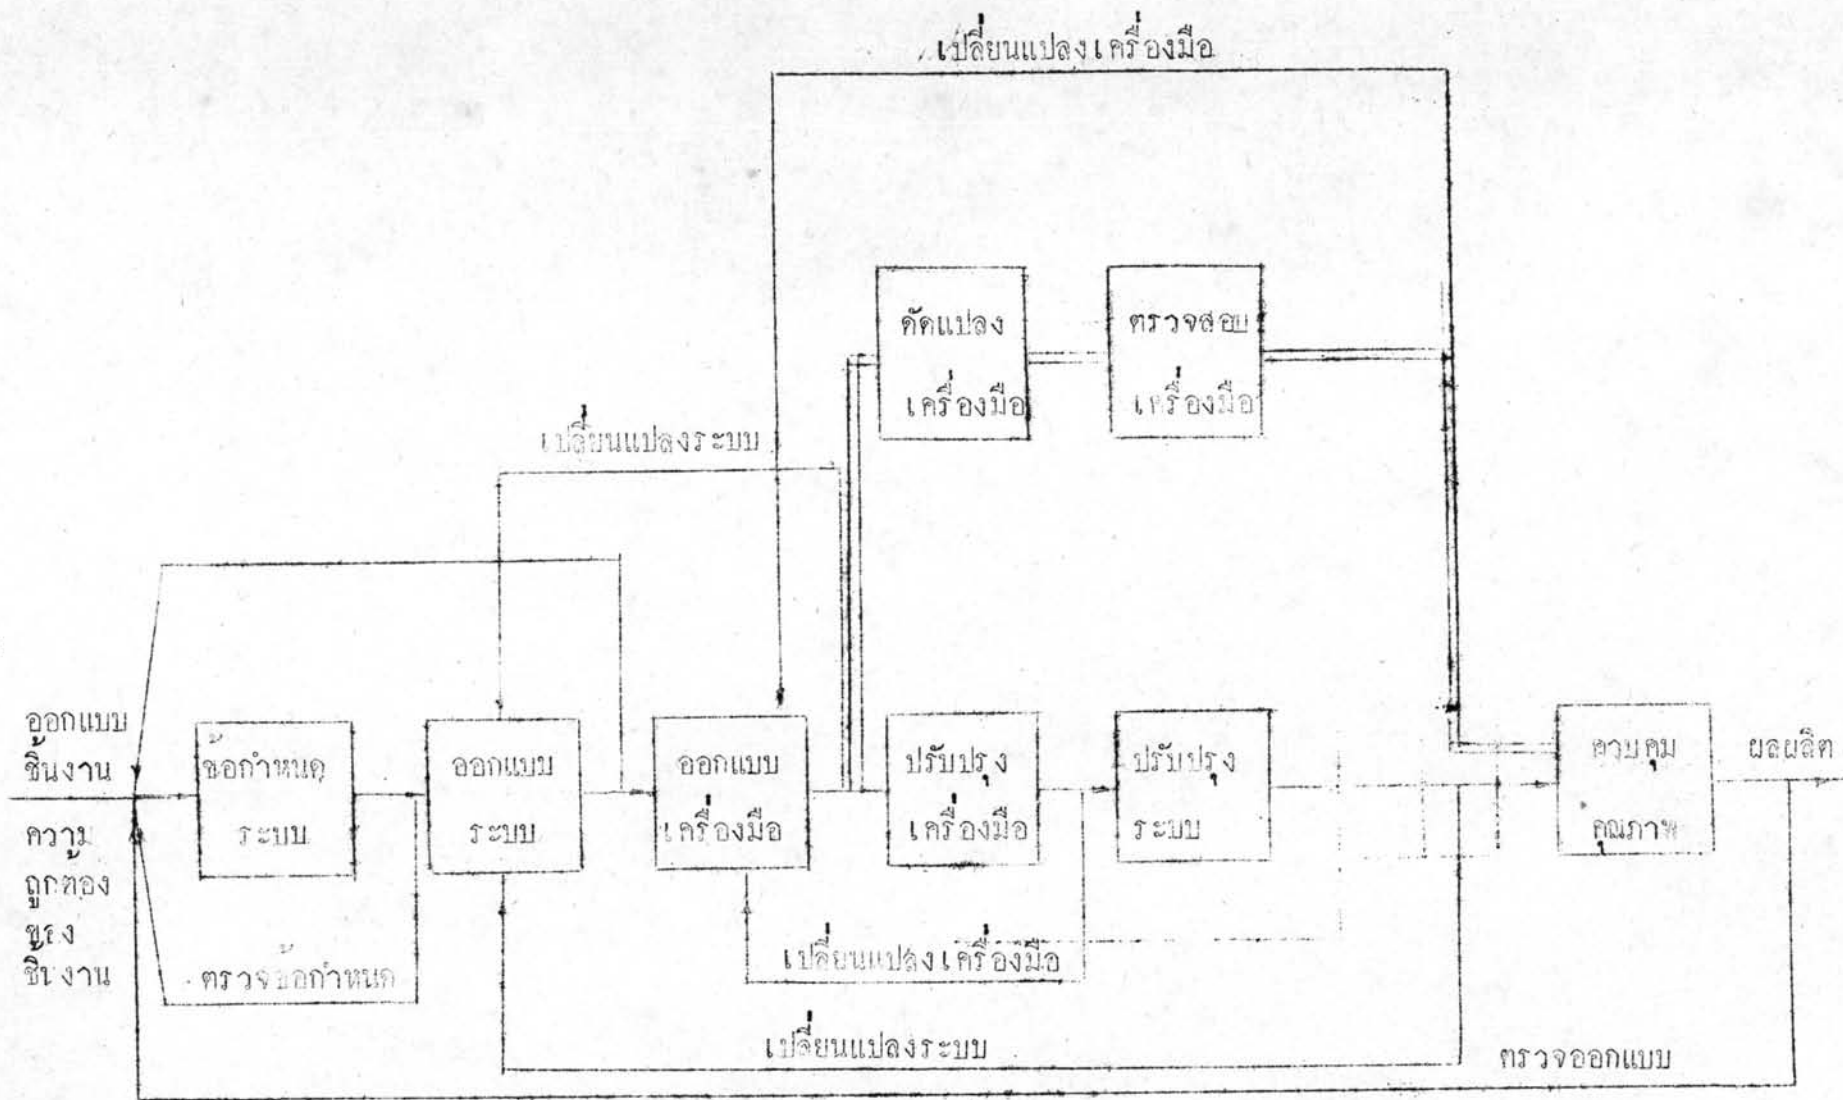 เปลี่ยนแปลงเครื่องมือ
ดัดแปลง
เครื่องมือ
ตรวจสอบ
เครื่องมือ
เปลี่ยนแปลงระบบ
ออกแบบ
ชิ้นงาน
ความ
ถูกต้อง
ของ
ชิ้นงาน
ข้อกำหนด
ระบบ
ออกแบบ
ระบบ
ออกแบบ
เครื่องมือ
ปรับปรุง
เครื่องมือ
ปรับปรุง
ระบบ
ควบคุม
คุณภาพ
ผลผลิต
ตรวจข้อกำหนด
เปลี่ยนแปลงเครื่องมือ
เปลี่ยนแปลงระบบ
ตรวจออกแบบ